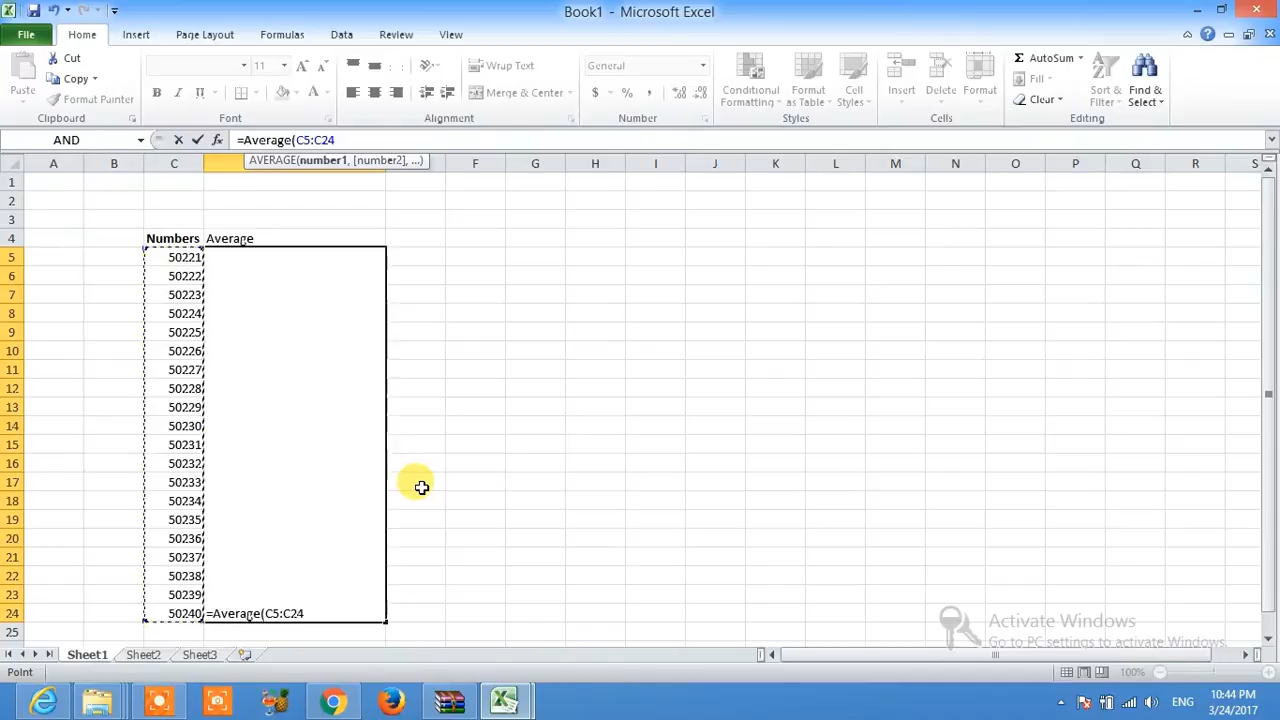 Book1 - Microsoft Excel
File Home Insert Page Layout Formulas Data Review View
Paste
Cut
Copy
Format Painter
Clipboard
11
B I U
Font
Wrap Text
Merge & Center
Alignment
General
$ % ,
Number
Conditional Formatting
Format as Table
Cell Styles
Styles
Insert
Delete
Format
Cells
AutoSum
Fill
Clear
Sort & Filter
Find & Select
Editing
AND
=Average(C5:C24
AVERAGE(number1, [number2], ...)
A B C F G H I J K L M N O P Q R S
1
2
3
4 Numbers Average
5 50221
6 50222
7 50223
8 50224
9 50225
10 50226
11 50227
12 50228
13 50229
14 50230
15 50231
16 50232
17 50233
18 50234
19 50235
20 50236
21 50237
22 50238
23 50239
24 50240 =Average(C5:C24
25
Activate Windows
Go to PC settings to activate Windows.
Sheet1 Sheet2 Sheet3
Point
100%
ENG
10:44 PM
3/24/2017